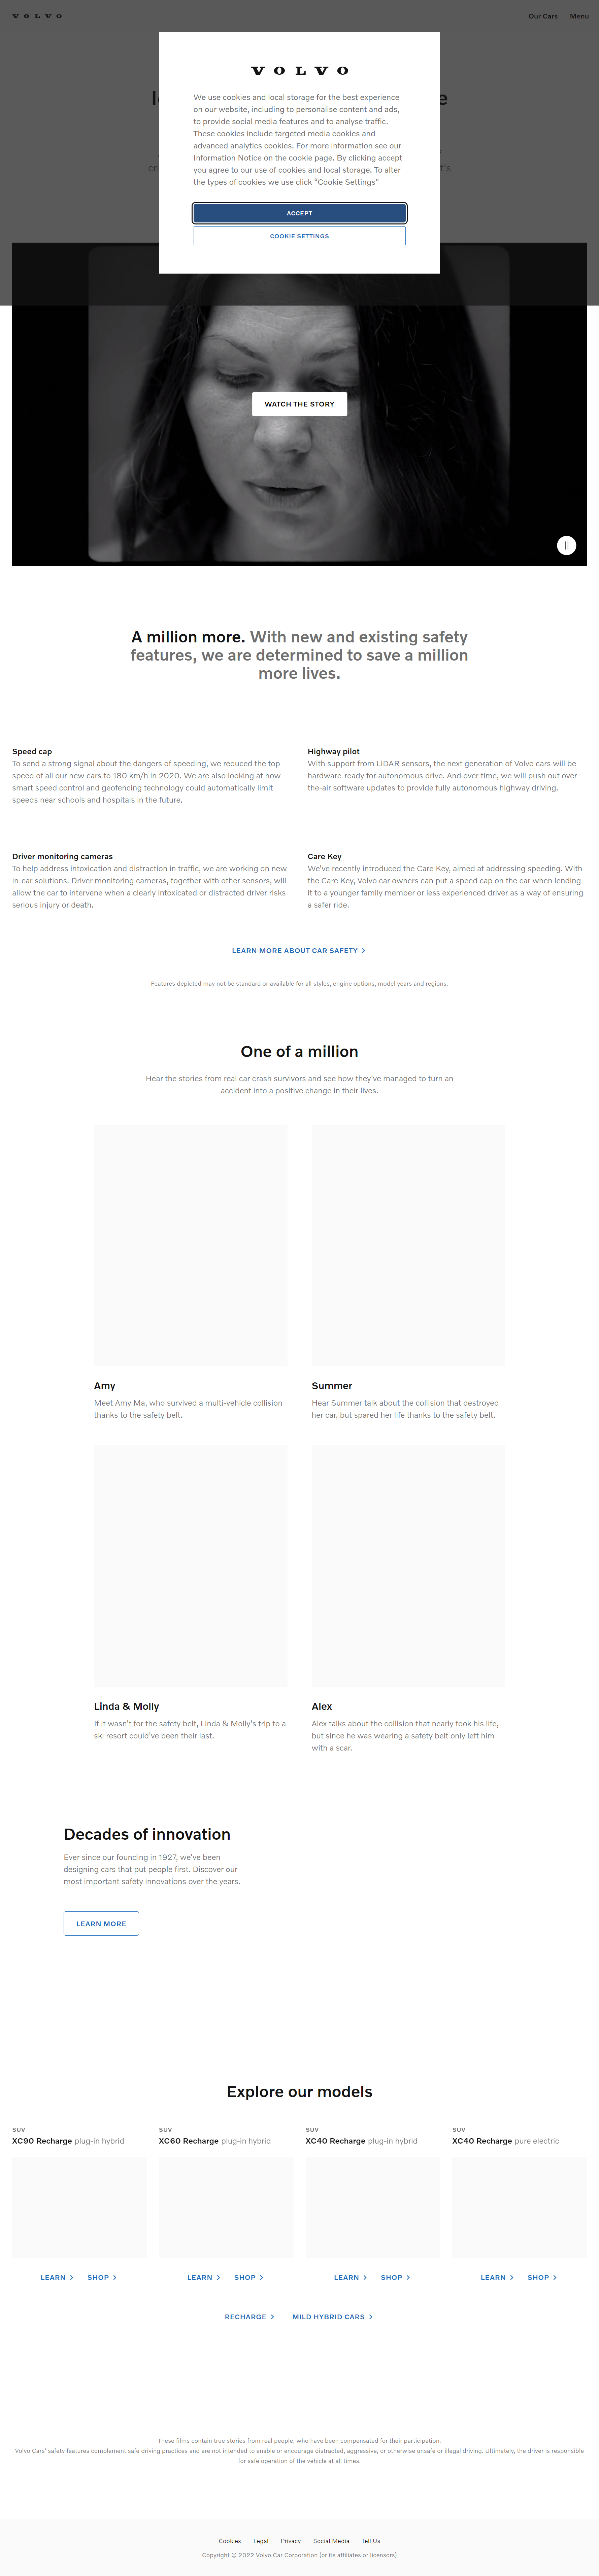 VOLVO
Our Cars Menu
VOLVO
We use cookies and local storage for the best experience
on our website, including to personalise content and ads,
to provide social media features and to analyse traffic.
These cookies include targeted media cookies and
advanced analytics cookies. For more information see our
Information Notice on the cookie page. By clicking accept
you agree to our use of cookies and local storage. To alter
the types of cookies we use click “Cookie Settings”
ACCEPT
COOKIE SETTINGS
WATCH THE STORY
A million more. With new and existing safety
features, we are determined to save a million
more lives.
Speed cap
To send a strong signal about the dangers of speeding, we reduced the top
speed of all our new cars to 180 km/h in 2020. We are also looking at how
smart speed control and geofencing technology could automatically limit
speeds near schools and hospitals in the future.
Highway pilot
With support from LiDAR sensors, the next generation of Volvo cars will be
hardware-ready for autonomous drive. And over time, we will push out over-
the-air software updates to provide fully autonomous highway driving.
Driver monitoring cameras
To help address intoxication and distraction in traffic, we are working on new
in-car solutions. Driver monitoring cameras, together with other sensors, will
allow the car to intervene when a clearly intoxicated or distracted driver risks
serious injury or death.
Care Key
We've recently introduced the Care Key, aimed at addressing speeding. With
the Care Key, Volvo car owners can put a speed cap on the car when lending
it to a younger family member or less experienced driver as a way of ensuring
a safer ride.
LEARN MORE ABOUT CAR SAFETY
Features depicted may not be standard or available for all styles, engine options, model years and regions.
One of a million
Hear the stories from real car crash survivors and see how they've managed to turn an
accident into a positive change in their lives.
Amy
Meet Amy Ma, who survived a multi-vehicle collision
thanks to the safety belt.
Summer
Hear Summer talk about the collision that destroyed
her car, but spared her life thanks to the safety belt.
Linda & Molly
If it wasn't for the safety belt, Linda & Molly's trip to a
ski resort could've been their last.
Alex
Alex talks about the collision that nearly took his life,
but since he was wearing a safety belt only left him
with a scar.
Decades of innovation
Ever since our founding in 1927, we've been
designing cars that put people first. Discover our
most important safety innovations over the years.
LEARN MORE
Explore our models
SUV
XC90 Recharge plug-in hybrid
SUV
XC60 Recharge plug-in hybrid
SUV
XC40 Recharge plug-in hybrid
SUV
XC40 Recharge pure electric
LEARN SHOP
LEARN SHOP
LEARN SHOP
LEARN SHOP
RECHARGE MILD HYBRID CARS
These films contain true stories from real people, who have been compensated for their participation.
Volvo Cars' safety features complement safe driving practices and are not intended to enable or encourage distracted, aggressive, or otherwise unsafe or illegal driving. Ultimately, the driver is responsible
for safe operation of the vehicle at all times.
Cookies Legal Privacy Social Media Tell Us
Copyright © 2022 Volvo Car Corporation (or its affiliates or licensors)